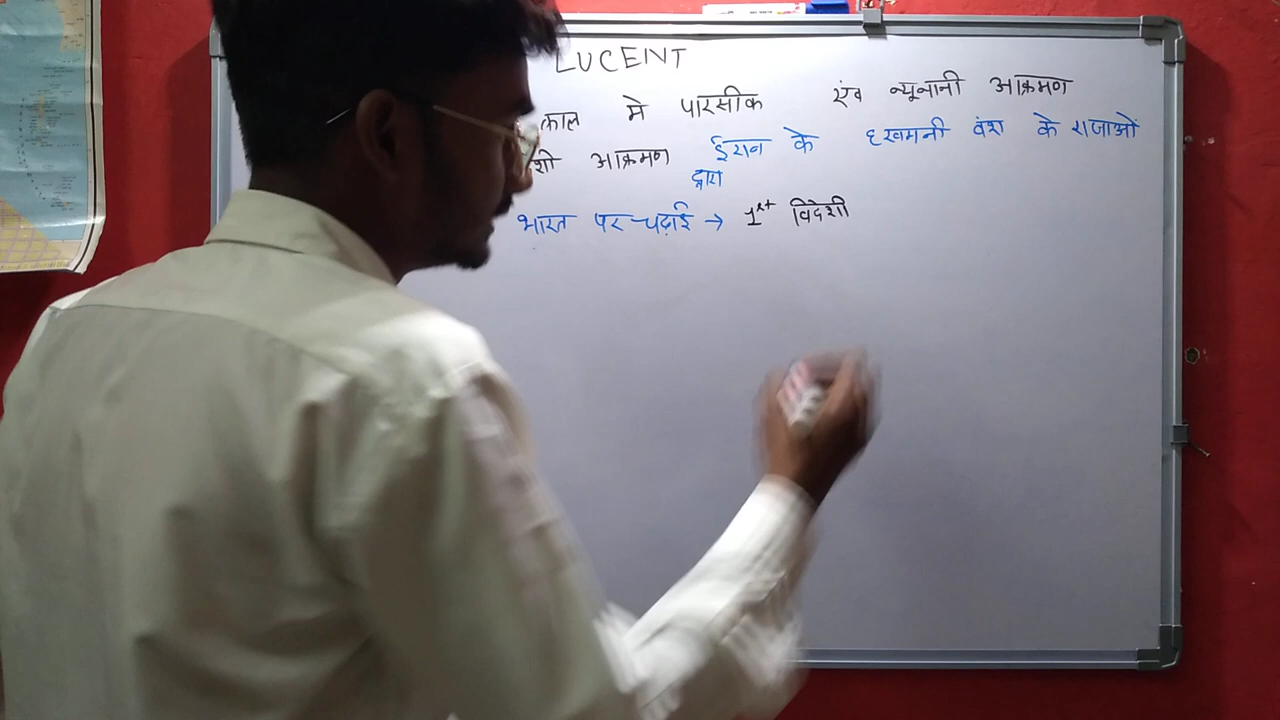 LUCENT
काल मे पारसीक एंव न्यूनानी आक्रमण
शी आक्रमण ईरान के हखमनी वंश के राजाओं
द्वारा
भारत पर चढ़ाई → 1st विदेशी